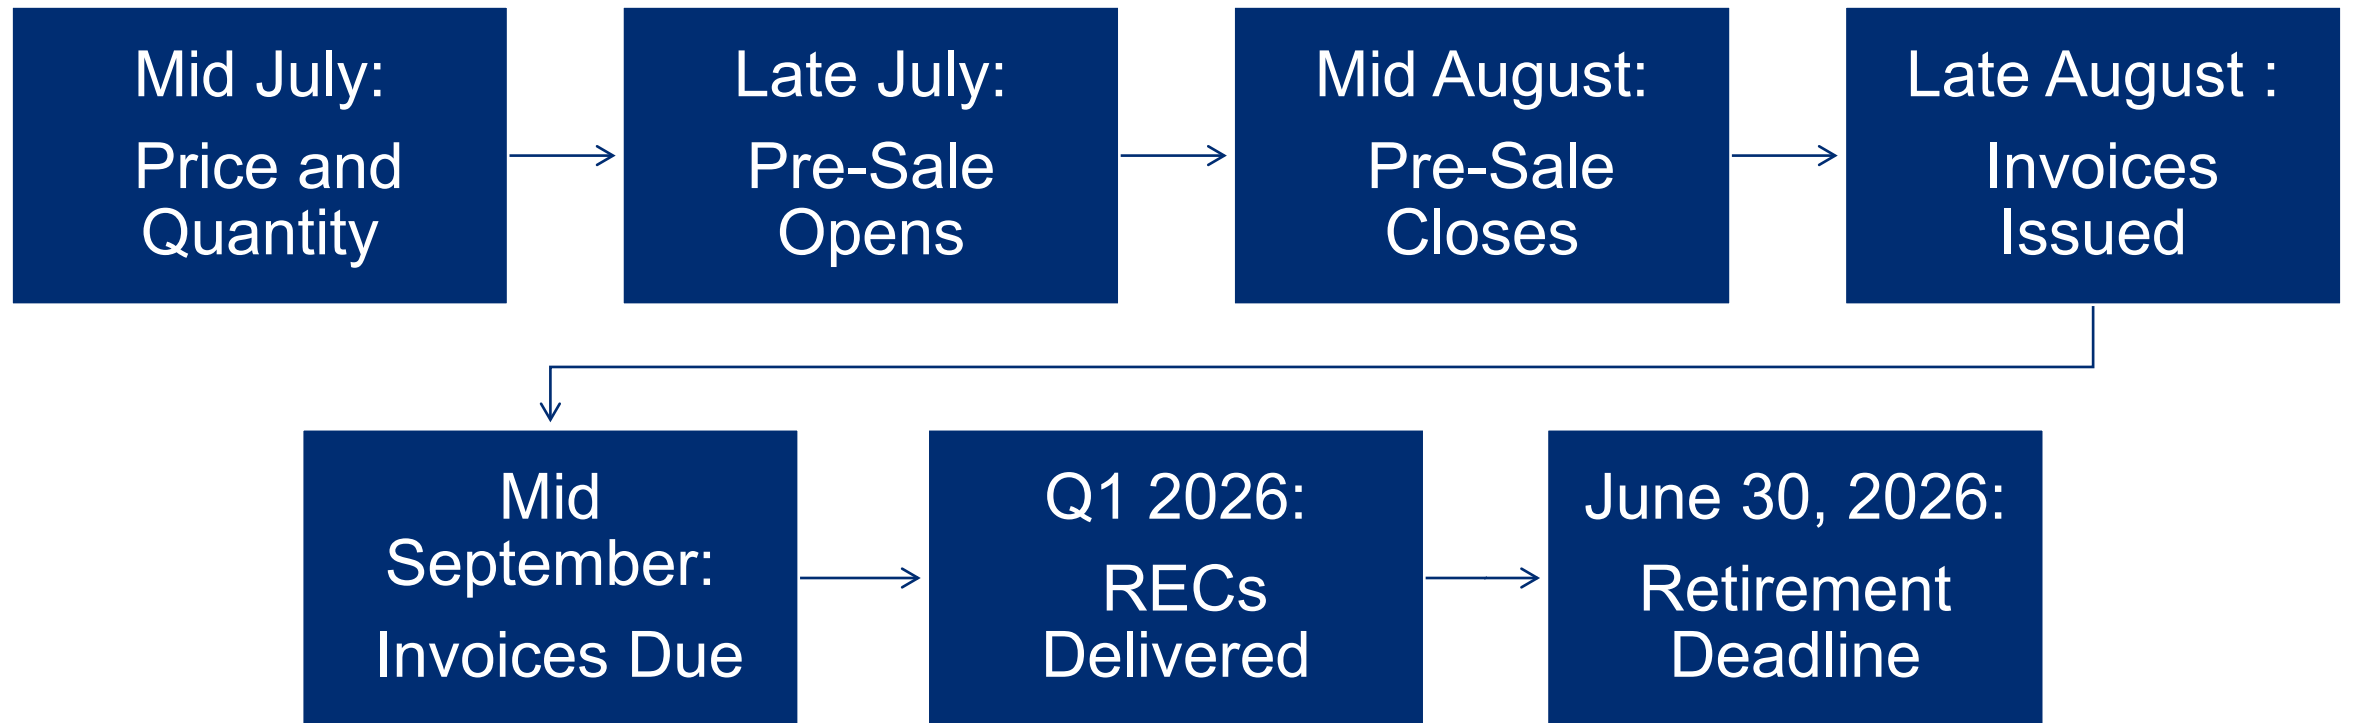 Mid July:
Price and
Quantity
Late July:
Pre-Sale
Opens
Mid August:
Pre-Sale
Closes
Late August :
Invoices
Issued
Mid
September:
Invoices Due
Q1 2026:
RECs
Delivered
June 30, 2026:
Retirement
Deadline